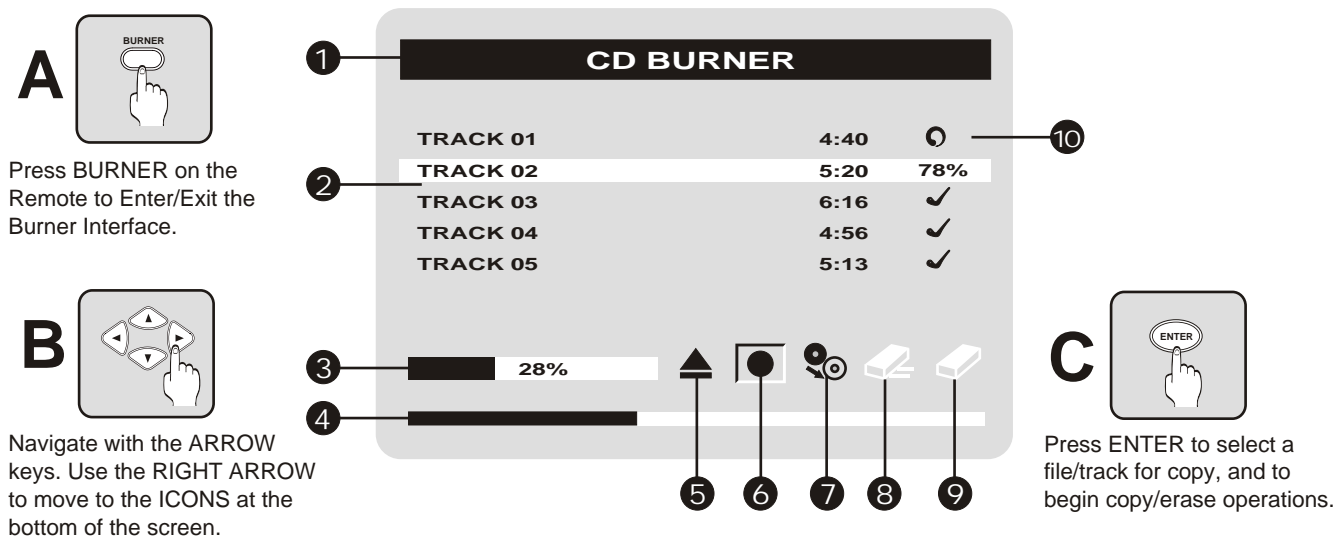 A
BURNER
Press BURNER on the
Remote to Enter/Exit the
Burner Interface.
B
Navigate with the ARROW
keys. Use the RIGHT ARROW
to move to the ICONS at the
bottom of the screen.
1
CD BURNER
TRACK 01 4:40
10
2
TRACK 02 5:20 78%
TRACK 03 6:16 ✓
TRACK 04 4:56 ✓
TRACK 05 5:13 ✓
3
28%
4
5 6 7 8 9
C
ENTER
Press ENTER to select a
file/track for copy, and to
begin copy/erase operations.